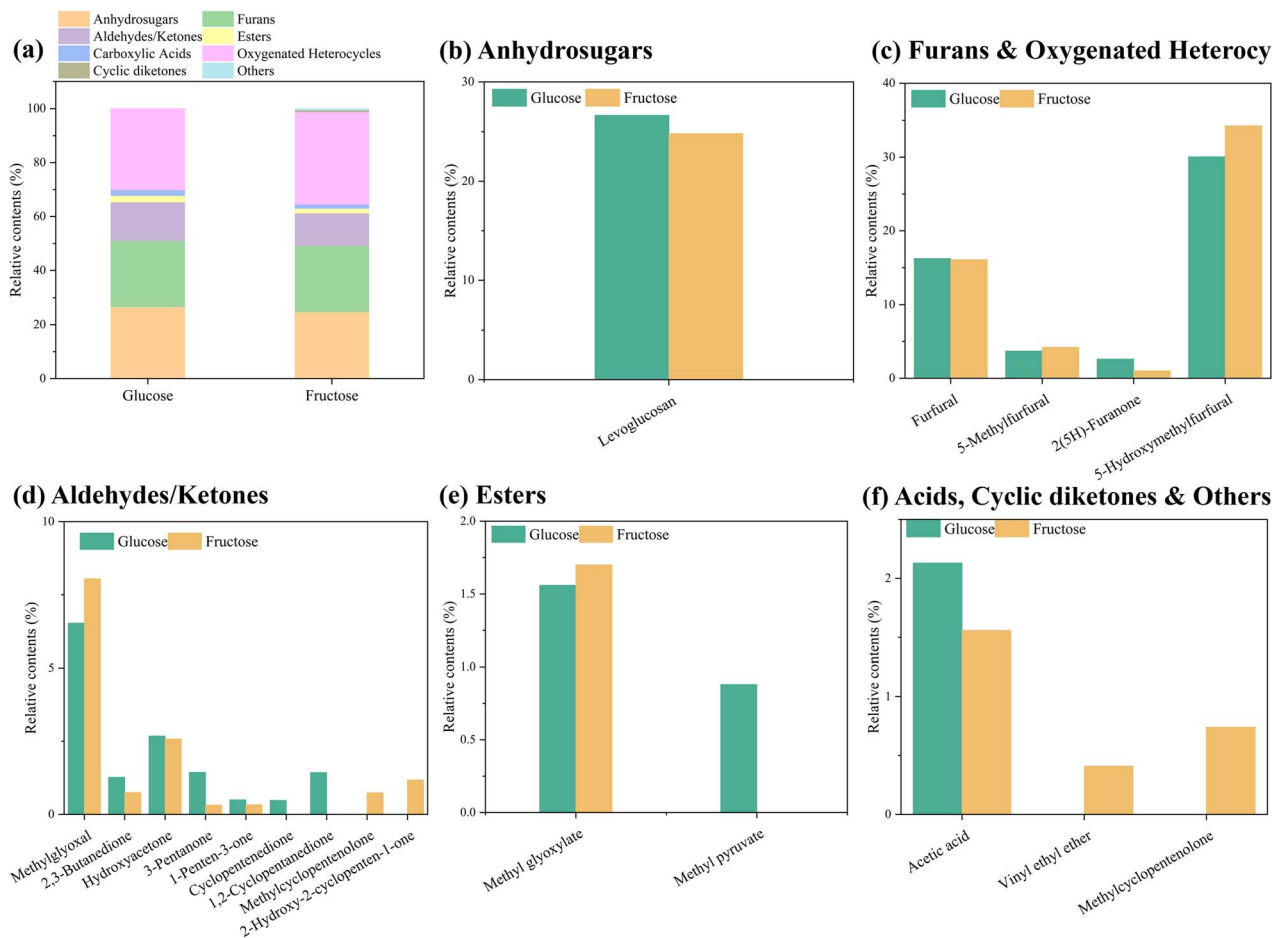 (a)
Anhydrosugars
Furans
Aldehydes/Ketones
Esters
Carboxylic Acids
Oxygenated Heterocycles
Cyclic diketones
Others
Relative contents (%)
100
80
60
40
20
0
Glucose
Fructose
(b) Anhydrosugars
Glucose
Fructose
Relative contents (%)
30
20
10
0
Levoglucosan
(c) Furans & Oxygenated Heterocy
Glucose
Fructose
Relative contents (%)
40
30
20
10
0
Furfural
5-Methylfurfural
2(5H)-Furanone
5-Hydroxymethylfurfural
(d) Aldehydes/Ketones
Glucose
Fructose
Relative contents (%)
10
5
0
Methylglyoxal
2,3-Butanedione
Hydroxyacetone
3-Pentanone
1-Penten-3-one
Cyclopentenedione
1,2-Cyclopentanedione
Methylcyclopentenolone
2-Hydroxy-2-cyclopenten-1-one
(e) Esters
Glucose
Fructose
Relative contents (%)
2.0
1.5
1.0
0.5
0.0
Methyl glyoxylate
Methyl pyruvate
(f) Acids, Cyclic diketones & Others
Glucose
Fructose
Relative contents (%)
2
1
0
Acetic acid
Vinyl ethyl ether
Methylcyclopentenolone